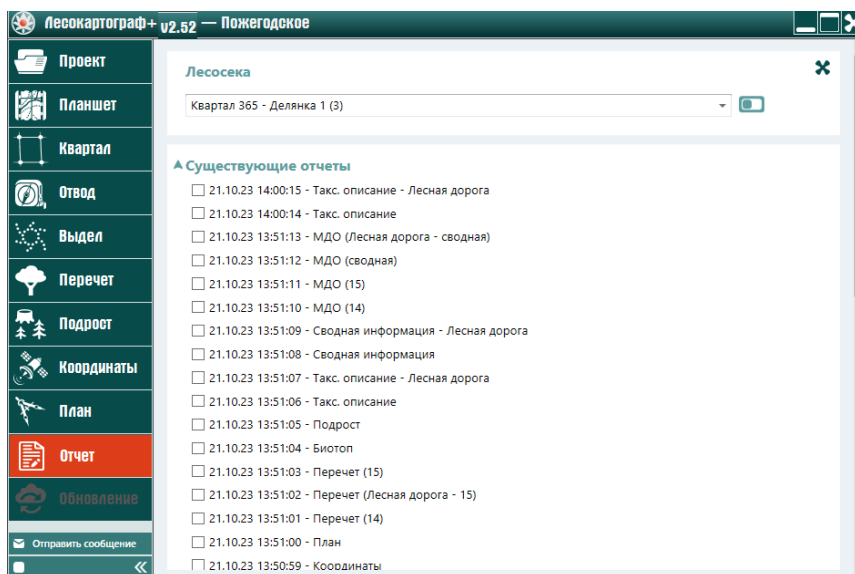 Лесокартограф+ v2.52 — Пожегодское
Проект
Планшет
Квартал
Отвод
Выдел
Перечет
Подрост
Координаты
План
Отчет
Обновление
Отправить сообщение
Лесосека
Квартал 365 - Делянка 1 (3)
Существующие отчеты
21.10.23 14:00:15 - Такс. описание - Лесная дорога
21.10.23 14:00:14 - Такс. описание
21.10.23 13:51:13 - МДО (Лесная дорога - сводная)
21.10.23 13:51:12 - МДО (сводная)
21.10.23 13:51:11 - МДО (15)
21.10.23 13:51:10 - МДО (14)
21.10.23 13:51:09 - Сводная информация - Лесная дорога
21.10.23 13:51:08 - Сводная информация
21.10.23 13:51:07 - Такс. описание - Лесная дорога
21.10.23 13:51:06 - Такс. описание
21.10.23 13:51:05 - Подрост
21.10.23 13:51:04 - Биотоп
21.10.23 13:51:03 - Перечет (15)
21.10.23 13:51:02 - Перечет (Лесная дорога - 15)
21.10.23 13:51:01 - Перечет (14)
21.10.23 13:51:00 - План
21.10.23 13:50:59 - Координаты